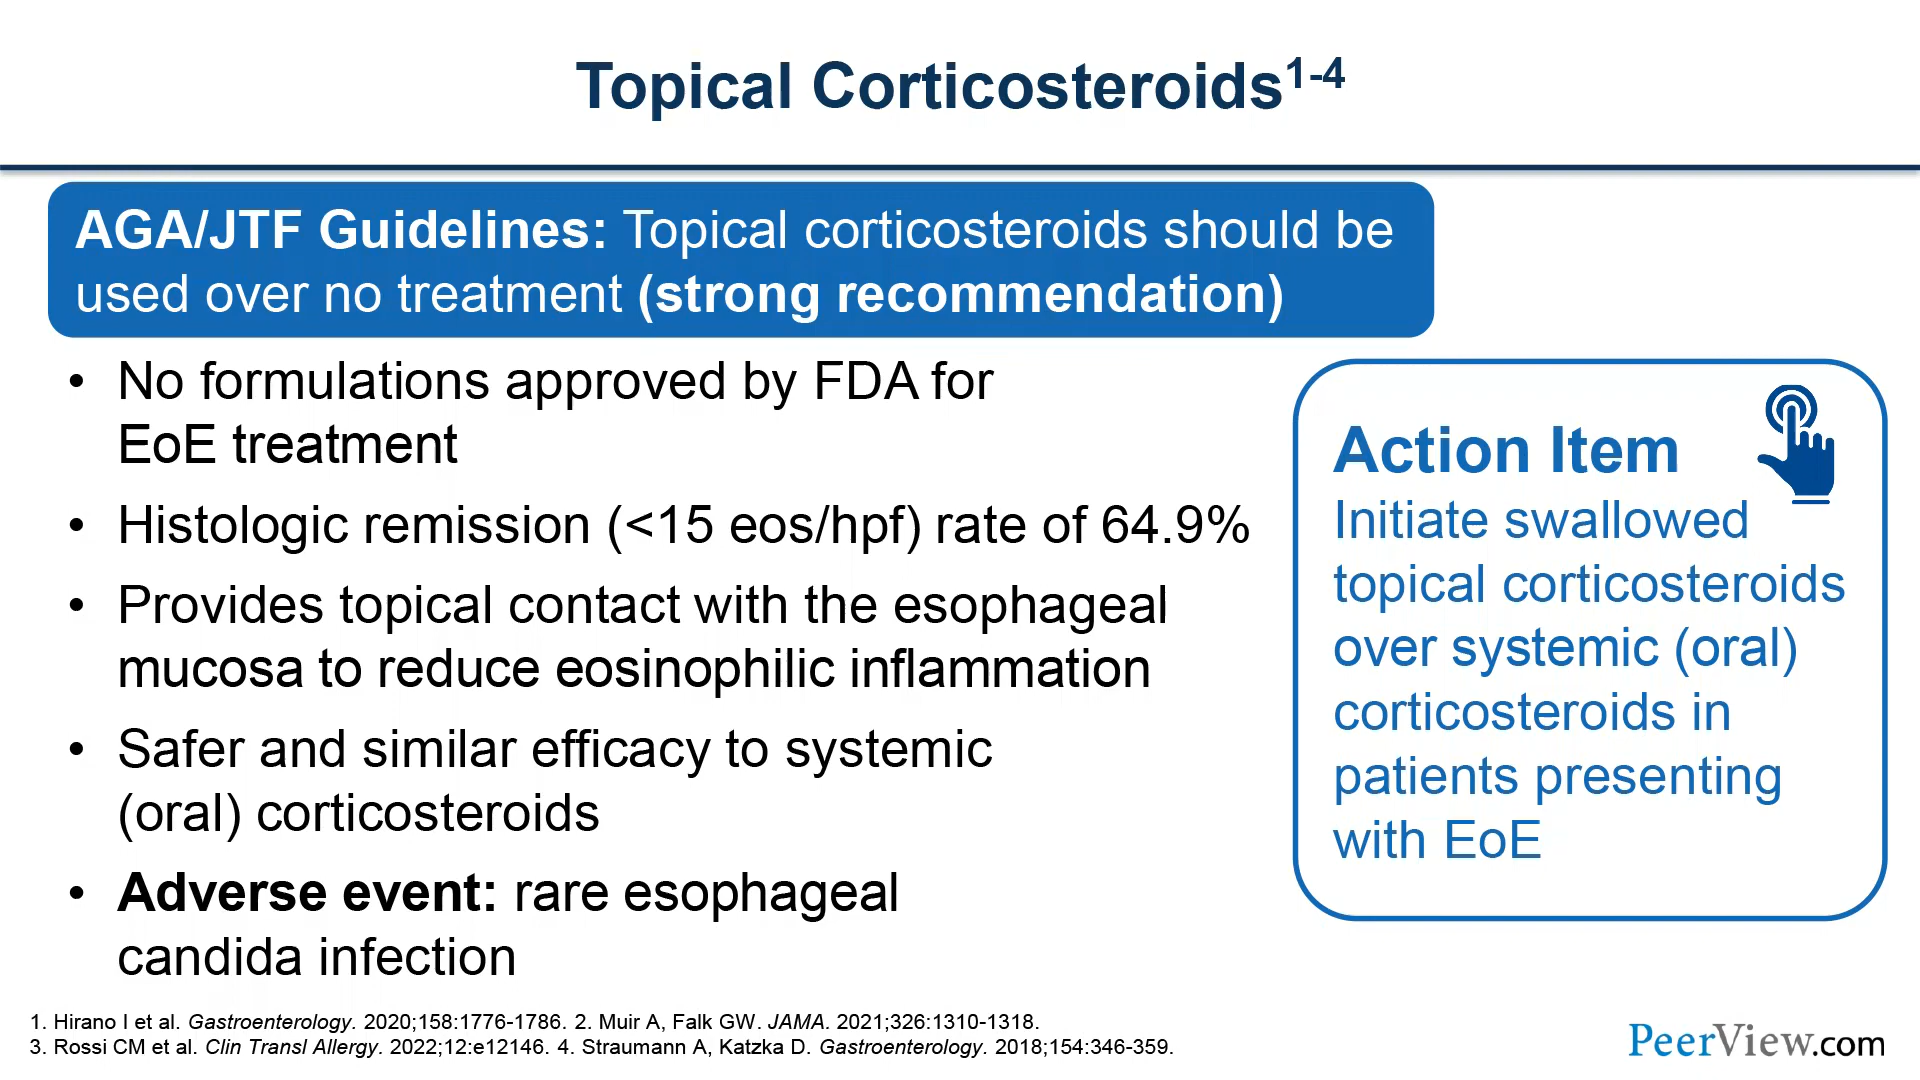 Topical Corticosteroids1-4
AGA/JTF Guidelines: Topical corticosteroids should be
used over no treatment (strong recommendation)
• No formulations approved by FDA for
EoE treatment
• Histologic remission (<15 eos/hpf) rate of 64.9%
• Provides topical contact with the esophageal
mucosa to reduce eosinophilic inflammation
• Safer and similar efficacy to systemic
(oral) corticosteroids
• Adverse event: rare esophageal
candida infection
Action Item
Initiate swallowed
topical corticosteroids
over systemic (oral)
corticosteroids in
patients presenting
with EoE
1. Hirano I et al. Gastroenterology. 2020;158:1776-1786. 2. Muir A, Falk GW. JAMA. 2021;326:1310-1318.
3. Rossi CM et al. Clin Transl Allergy. 2022;12:e12146. 4. Straumann A, Katzka D. Gastroenterology. 2018;154:346-359.
PeerView.com